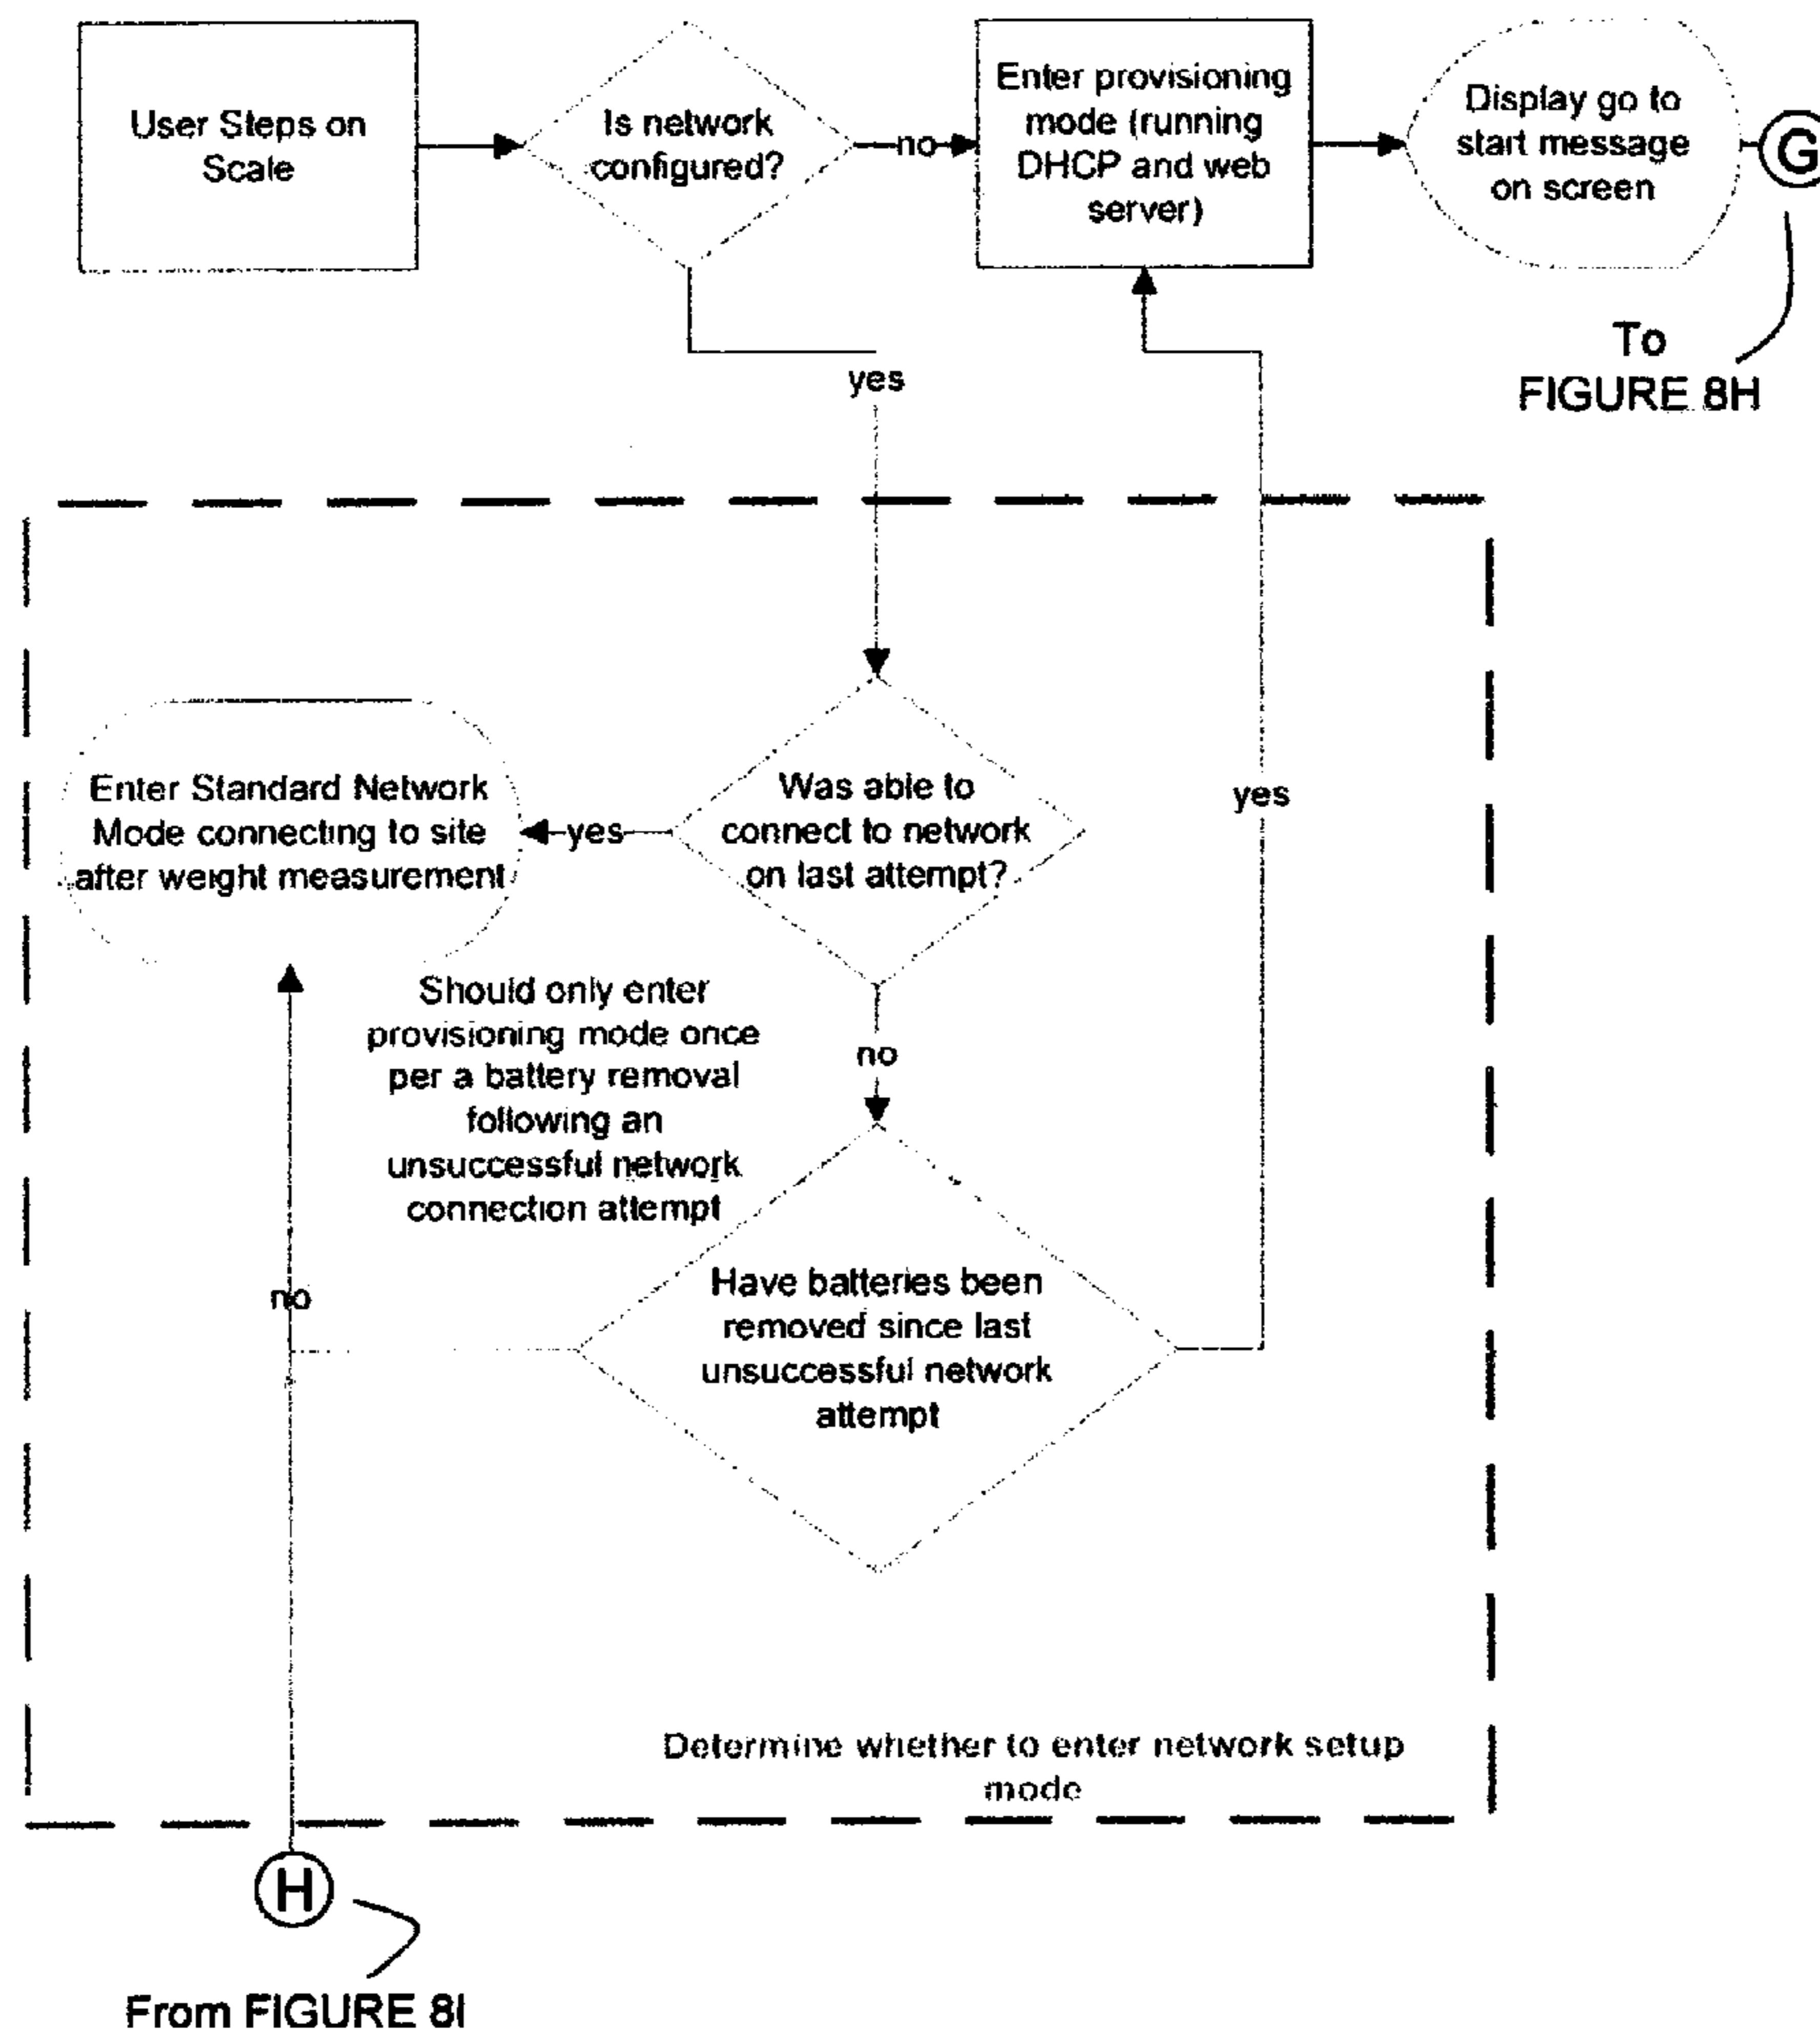 User Steps on
Scale
Is network
configured?
no
Enter provisioning
mode (running
DHCP and web
server)
Display go to
start message
on screen
G
To
FIGURE 8H
yes
Enter Standard Network
Mode connecting to site
after weight measurement
yes
Was able to
connect to network
on last attempt?
yes
Should only enter
provisioning mode once
per a battery removal
following an
unsuccessful network
connection attempt
no
no
Have batteries been
removed since last
unsuccessful network
attempt
Determine whether to enter network setup
mode
H
From FIGURE 8I